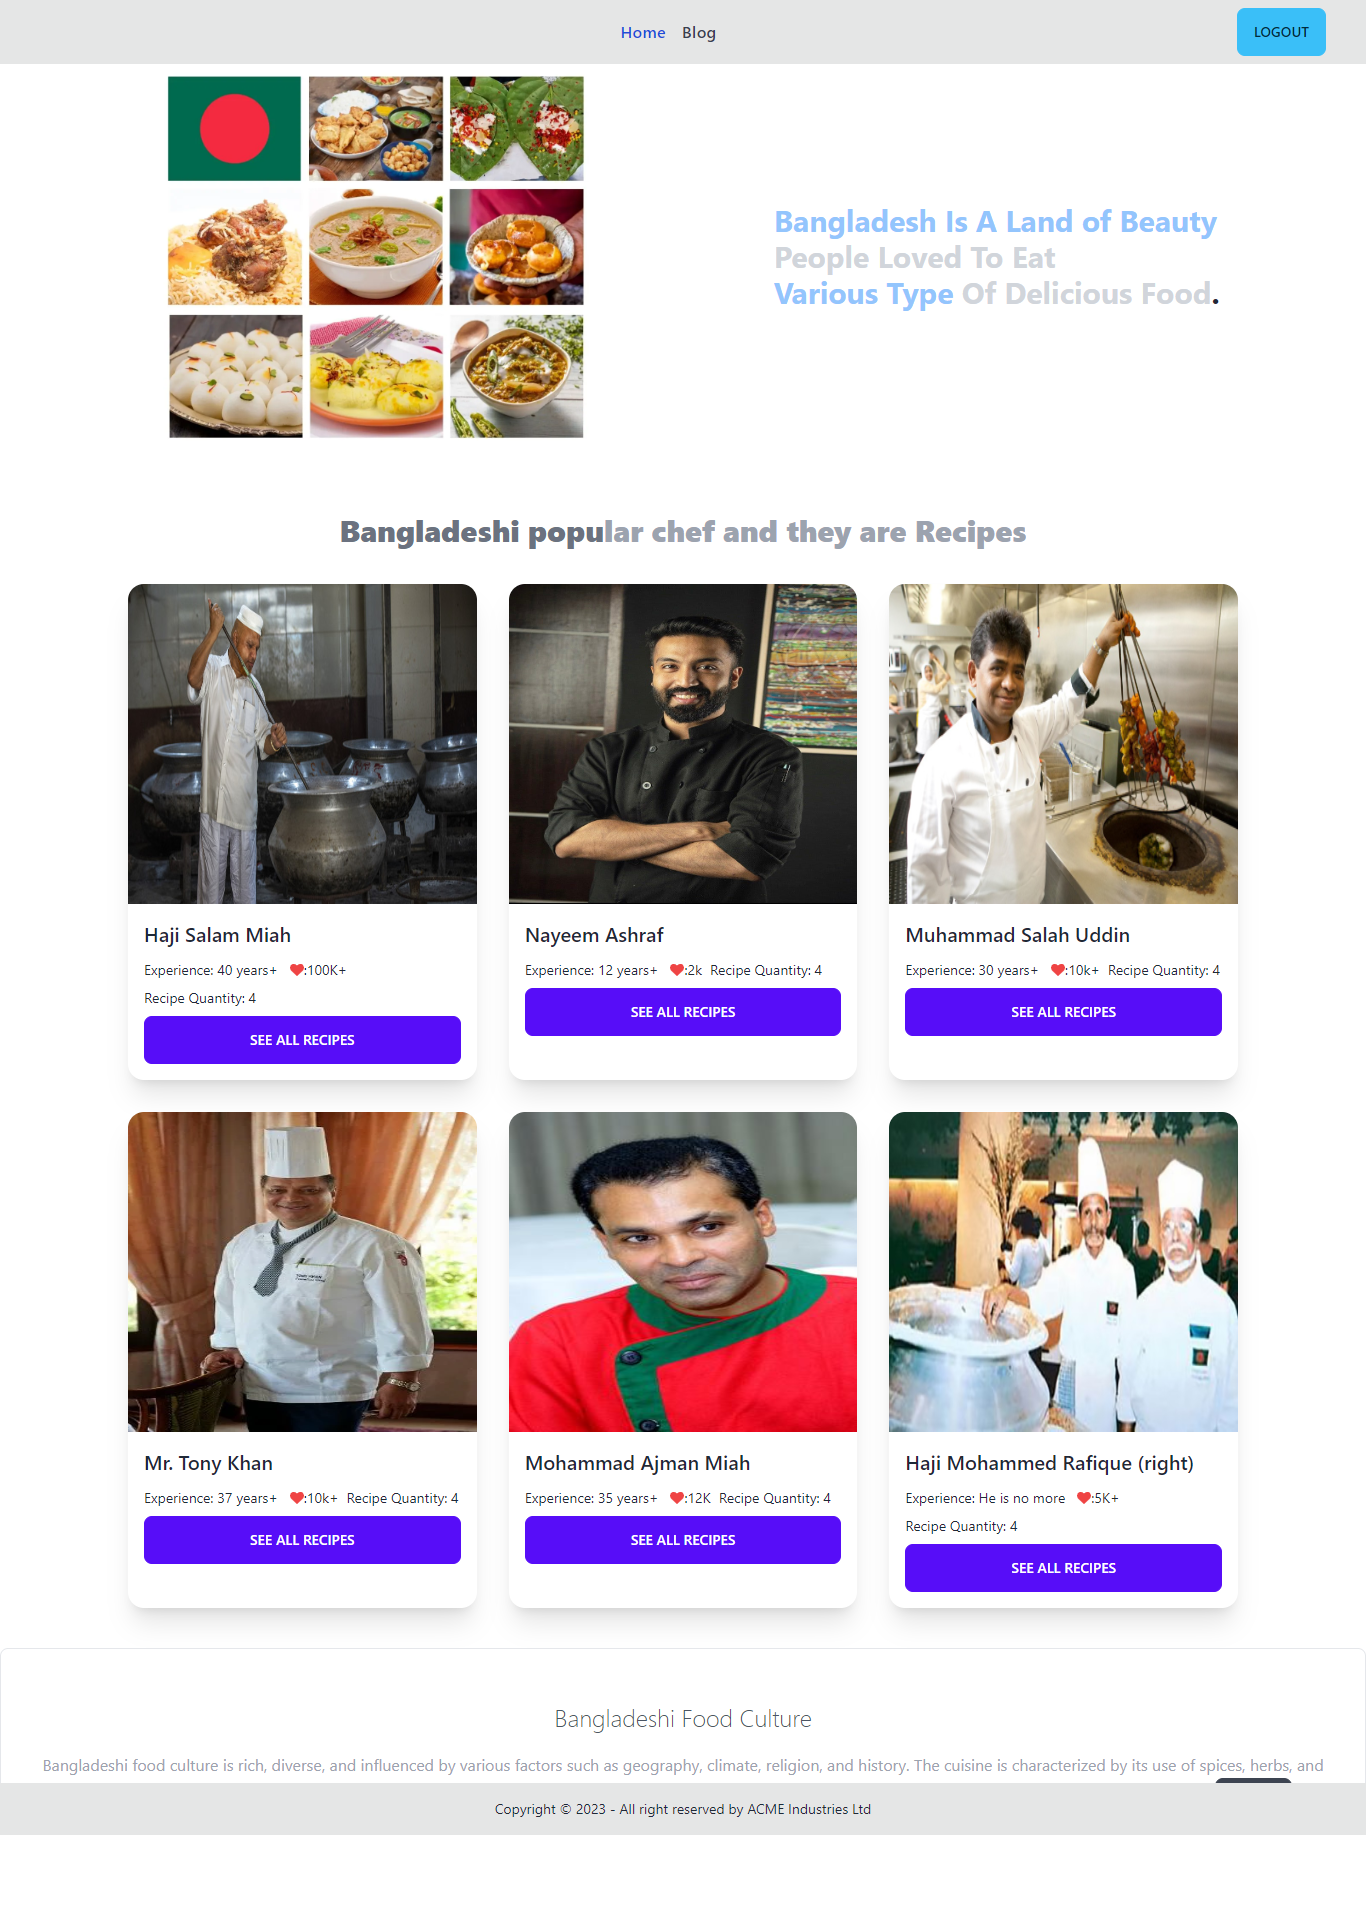 Home Blog LOGOUT
Bangladesh Is A Land of Beauty
People Loved To Eat
Various Type Of Delicious Food.
Bangladeshi popular chef and they are Recipes
Haji Salam Miah
Experience: 40 years+ :100K+
Recipe Quantity: 4
SEE ALL RECIPES
Nayeem Ashraf
Experience: 12 years+ :2k Recipe Quantity: 4
SEE ALL RECIPES
Muhammad Salah Uddin
Experience: 30 years+ :10k+ Recipe Quantity: 4
SEE ALL RECIPES
Mr. Tony Khan
Experience: 37 years+ :10k+ Recipe Quantity: 4
SEE ALL RECIPES
Mohammad Ajman Miah
Experience: 35 years+ :12K Recipe Quantity: 4
SEE ALL RECIPES
Haji Mohammed Rafique (right)
Experience: He is no more :5K+
Recipe Quantity: 4
SEE ALL RECIPES
Bangladeshi Food Culture
Bangladeshi food culture is rich, diverse, and influenced by various factors such as geography, climate, religion, and history. The cuisine is characterized by its use of spices, herbs, and
Copyright © 2023 - All right reserved by ACME Industries Ltd